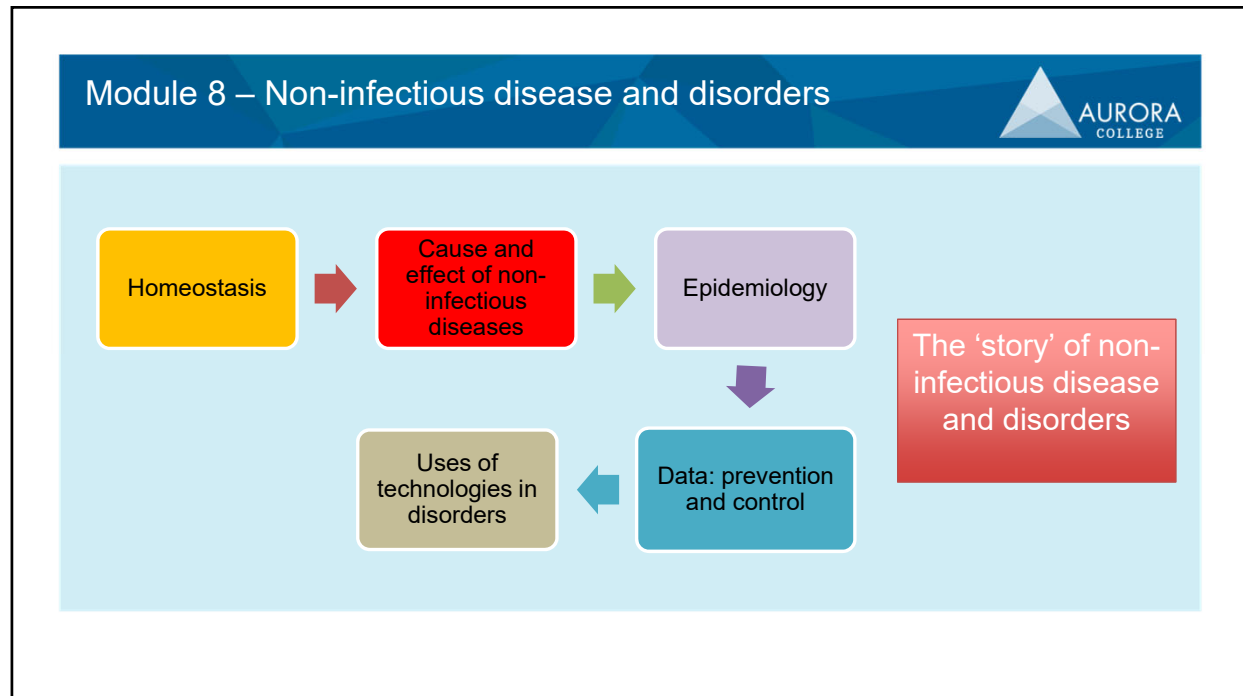 Module 8 – Non-infectious disease and disorders
AURORA
COLLEGE
Homeostasis
Cause and
effect of non-
infectious
diseases
Epidemiology
The ‘story’ of non-
infectious disease
and disorders
Uses of
technologies in
disorders
Data: prevention
and control